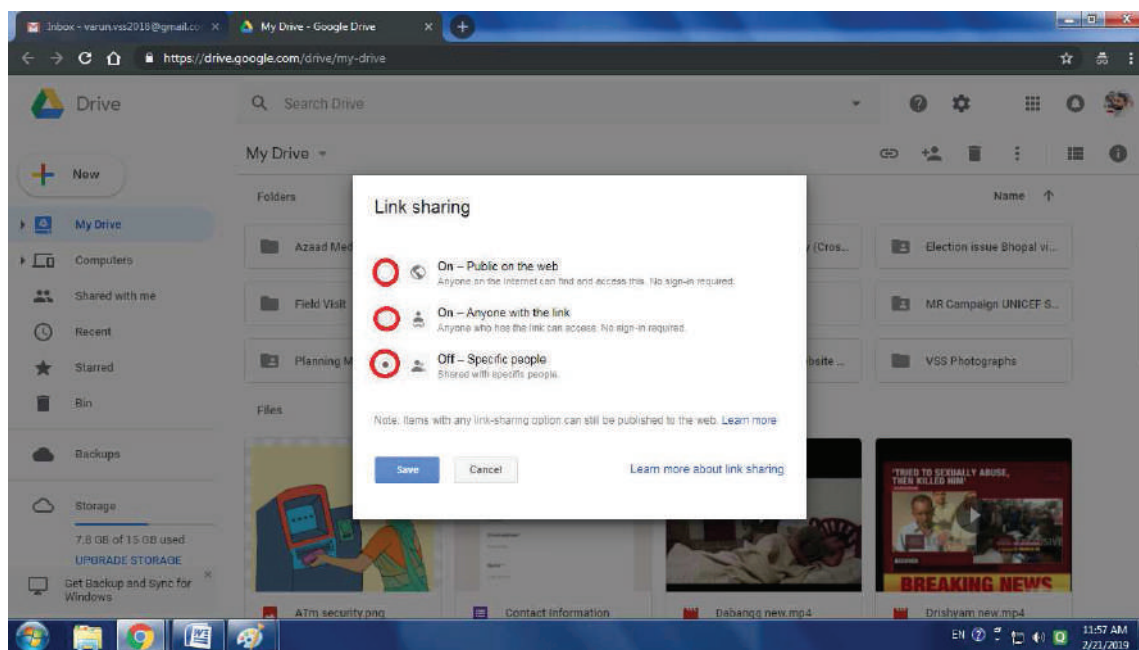 Inbox - varun.vss2018@gmail.co
My Drive - Google Drive
https://drive.google.com/drive/my-drive
Drive
Search Drive
New
My Drive
Computers
Shared with me
Recent
Starred
Bin
Backups
Storage
7.8 GB of 15 GB used
UPGRADE STORAGE
Get Backup and Sync for
Windows
My Drive
Folders
Name
Azaad Med
y (Cros...
Election issue Bhopal vi...
Field Visit
MR Campaign UNICEF S...
Planning M
ebsite ...
VSS Photographs
Files
Link sharing
On – Public on the web
Anyone on the Internet can find and access this. No sign-in required.
On – Anyone with the link
Anyone who has the link can access. No sign-in required.
Off – Specific people
Shared with specific people.
Note: Items with any link-sharing option can still be published to the web. Learn more
Save
Cancel
Learn more about link sharing
'TRIED TO SEXUALLY ABUSE,
THEN KILLED HIM'
BREAKING NEWS
ATm security.png
Contact Information
Dabangg new.mp4
Drishyam new.mp4
EN
11:57 AM
2/21/2019